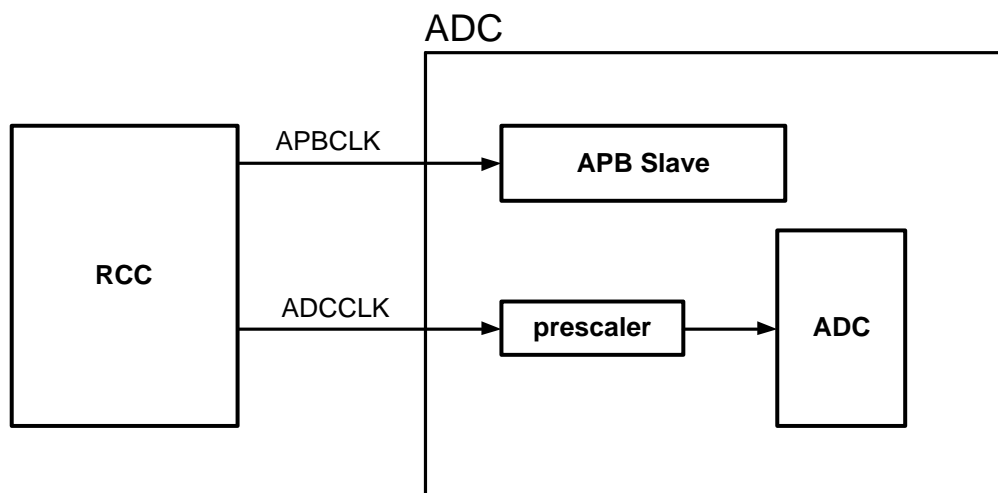 ADC
APBCLK
APB Slave
RCC
ADCCLK
prescaler
ADC